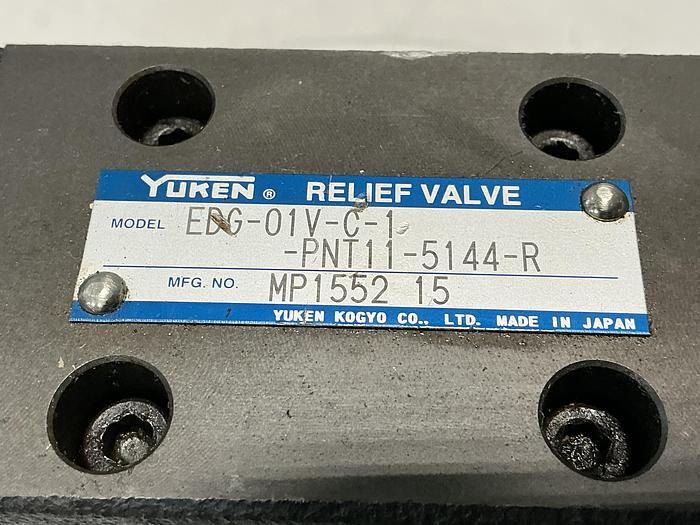 YUKEN ® RELIEF VALVE
MODEL EDG-01V-C-1
-PNT11-5144-R
MFG. NO. MP1552 15
YUKEN KOGYO CO., LTD. MADE IN JAPAN